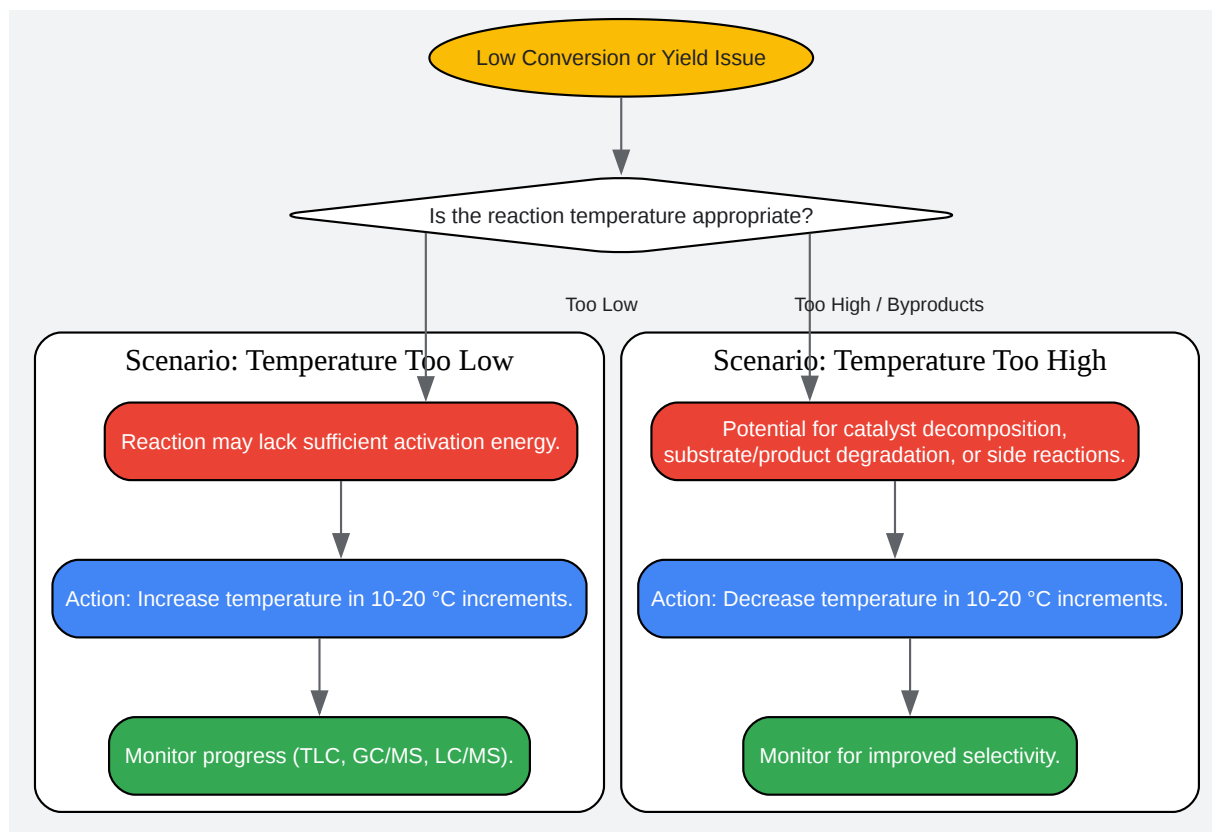 Low Conversion or Yield Issue
Is the reaction temperature appropriate?
Too Low
Too High / Byproducts
Scenario: Temperature Too Low
Reaction may lack sufficient activation energy.
Action: Increase temperature in 10-20 °C increments.
Monitor progress (TLC, GC/MS, LC/MS).
Scenario: Temperature Too High
Potential for catalyst decomposition,
substrate/product degradation, or side reactions.
Action: Decrease temperature in 10-20 °C increments.
Monitor for improved selectivity.